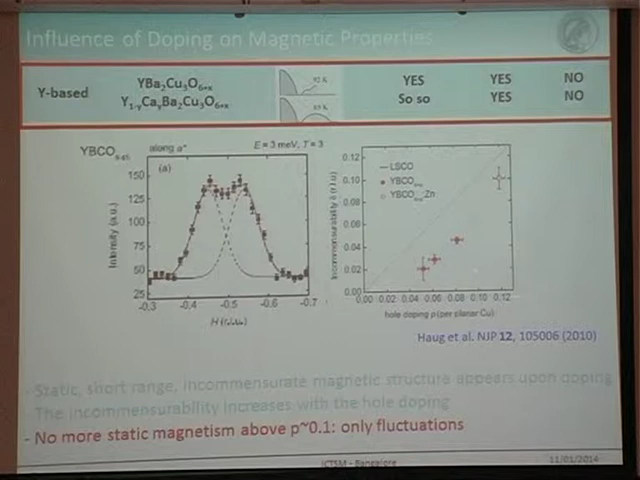 Influence of Doping on Magnetic Properties
Y-based
YBa2Cu3O6+x
Y1-yCayBa2Cu3O6+x
YES YES NO
So so YES NO
YBCO6.45 along a* E = 3 meV, T = 3
(a)
Intensity (a.u.)
150
125
100
75
50
25
-0.3 -0.4 -0.5 -0.6 -0.7
H (r.l.u.)
Incommensurability δ (r.l.u)
0.12
0.10
0.08
0.06
0.04
0.02
0.00
LSCO
0.00 0.02 0.04 0.06 0.08 0.10 0.12
hole doping p (per planar Cu)
Haug et al. NJP 12, 105006 (2010)
- Static, short range, incommensurate magnetic structure appears upon doping
- The incommensurability increases with the hole doping
- No more static magnetism above p~0.1: only fluctuations
ICTSM - Bangalore
11/01/2014